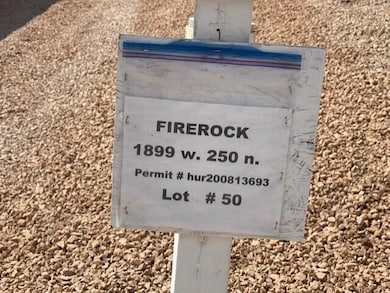 FIREROCK
1899 w. 250 n.
Permit # hur200813693
Lot # 50